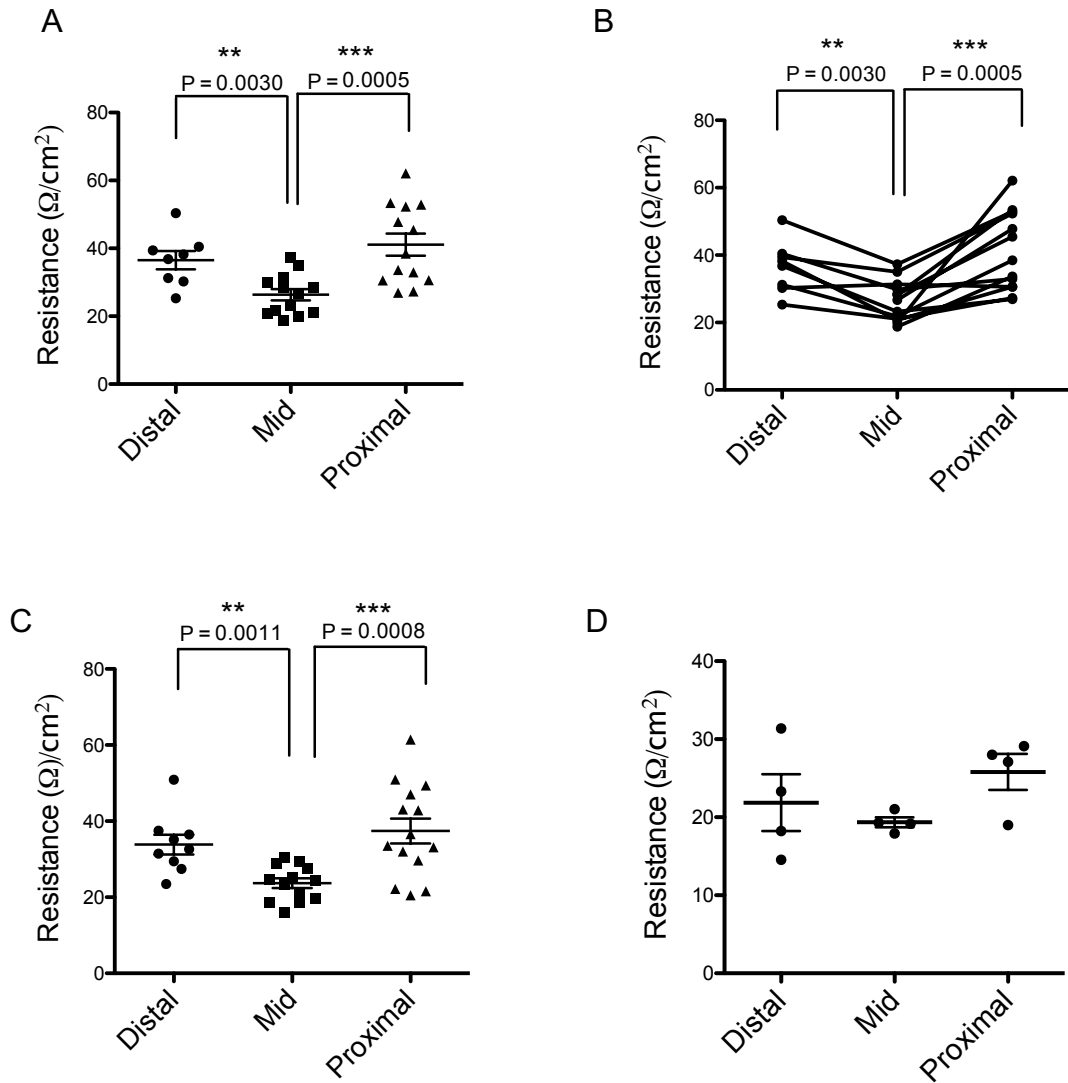 A
** ***
P = 0.0030 P = 0.0005
80
60
40
20
0
Resistance (Ω/cm²)
Distal
Mid
Proximal
B
** ***
P = 0.0030 P = 0.0005
80
60
40
20
0
Resistance (Ω/cm²)
Distal
Mid
Proximal
C
** ***
P = 0.0011 P = 0.0008
80
60
40
20
0
Resistance (Ω)/cm²)
Distal
Mid
Proximal
D
40
30
20
10
0
Resistance (Ω/cm²)
Distal
Mid
Proximal